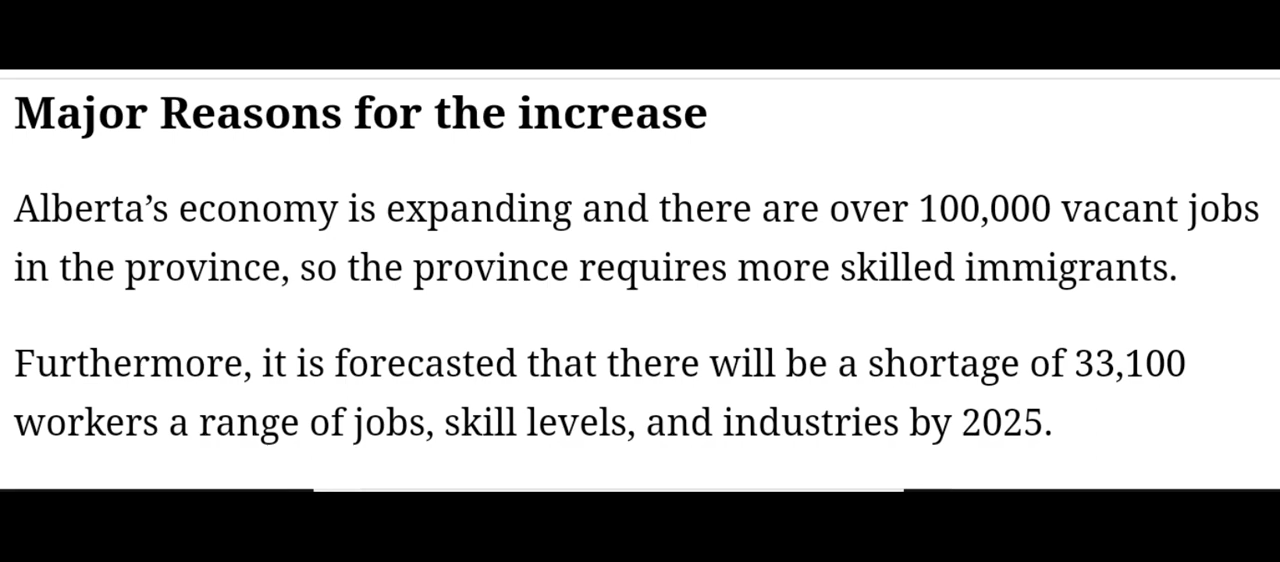 Major Reasons for the increase
Alberta’s economy is expanding and there are over 100,000 vacant jobs
in the province, so the province requires more skilled immigrants.
Furthermore, it is forecasted that there will be a shortage of 33,100
workers a range of jobs, skill levels, and industries by 2025.